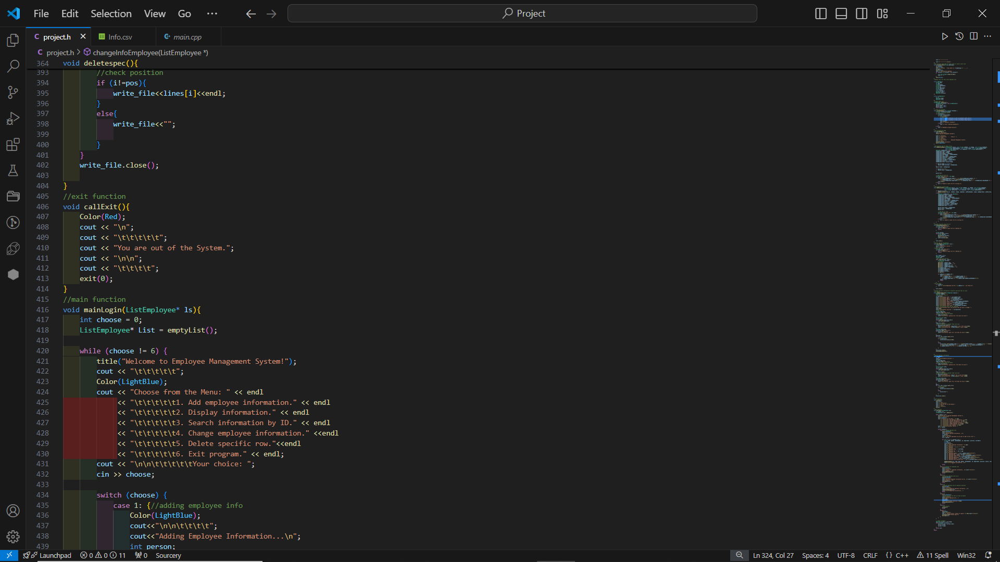 File Edit Selection View Go ··· Project
project.h Info.csv main.cpp
project.h > changeInfoEmployee(ListEmployee *)
364 void deletespec(){
393 //check position
394 if (i!=pos){
395 write_file<<lines[i]<<endl;
396 }
397 else{
398 write_file<<"";
399
400 }
401 }
402 write_file.close();
403
404 }
405 //exit function
406 void callExit(){
407 Color(Red);
408 cout << "\n";
409 cout << "\t\t\t\t\t";
410 cout << "You are out of the System.";
411 cout << "\n\n";
412 cout << "\t\t\t\t";
413 exit(0);
414 }
415 //main function
416 void mainLogin(ListEmployee* ls){
417 int choose = 0;
418 ListEmployee* List = emptyList();
419
420 while (choose != 6) {
421 title("Welcome to Employee Management System!");
422 cout << "\t\t\t\t\t";
423 Color(LightBlue);
424 cout << "Choose from the Menu: " << endl
425 << "\t\t\t\t\t1. Add employee information." << endl
426 << "\t\t\t\t\t2. Display information." << endl
427 << "\t\t\t\t\t3. Search information by ID." << endl
428 << "\t\t\t\t\t4. Change employee information." <<endl
429 << "\t\t\t\t\t5. Delete specific row."<<endl
430 << "\t\t\t\t\t6. Exit program." << endl;
431 cout << "\n\n\t\t\t\t\tYour choice: ";
432 cin >> choose;
433
434 switch (choose) {
435 case 1: {//adding employee info
436 Color(LightBlue);
437 cout<<"\n\n\t\t\t\t";
438 cout<<"Adding Employee Information...\n";
439 int person;
Launchpad 0 0 11 0 Sourcery Ln 324, Col 27 Spaces: 4 UTF-8 CRLF {} C++ 11 Spell Win32